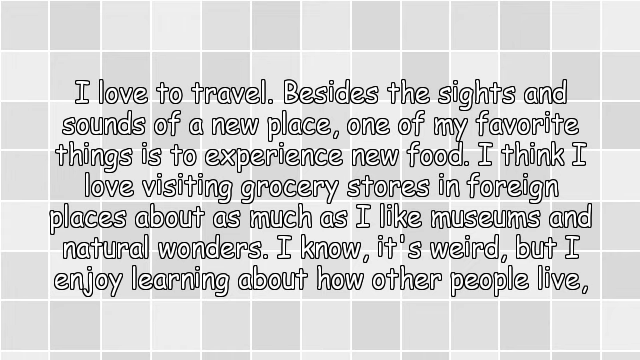 I love to travel. Besides the sights and
sounds of a new place, one of my favorite
things is to experience new food. I think I
love visiting grocery stores in foreign
places about as much as I like museums and
natural wonders. I know, it's weird, but I
enjoy learning about how other people live,